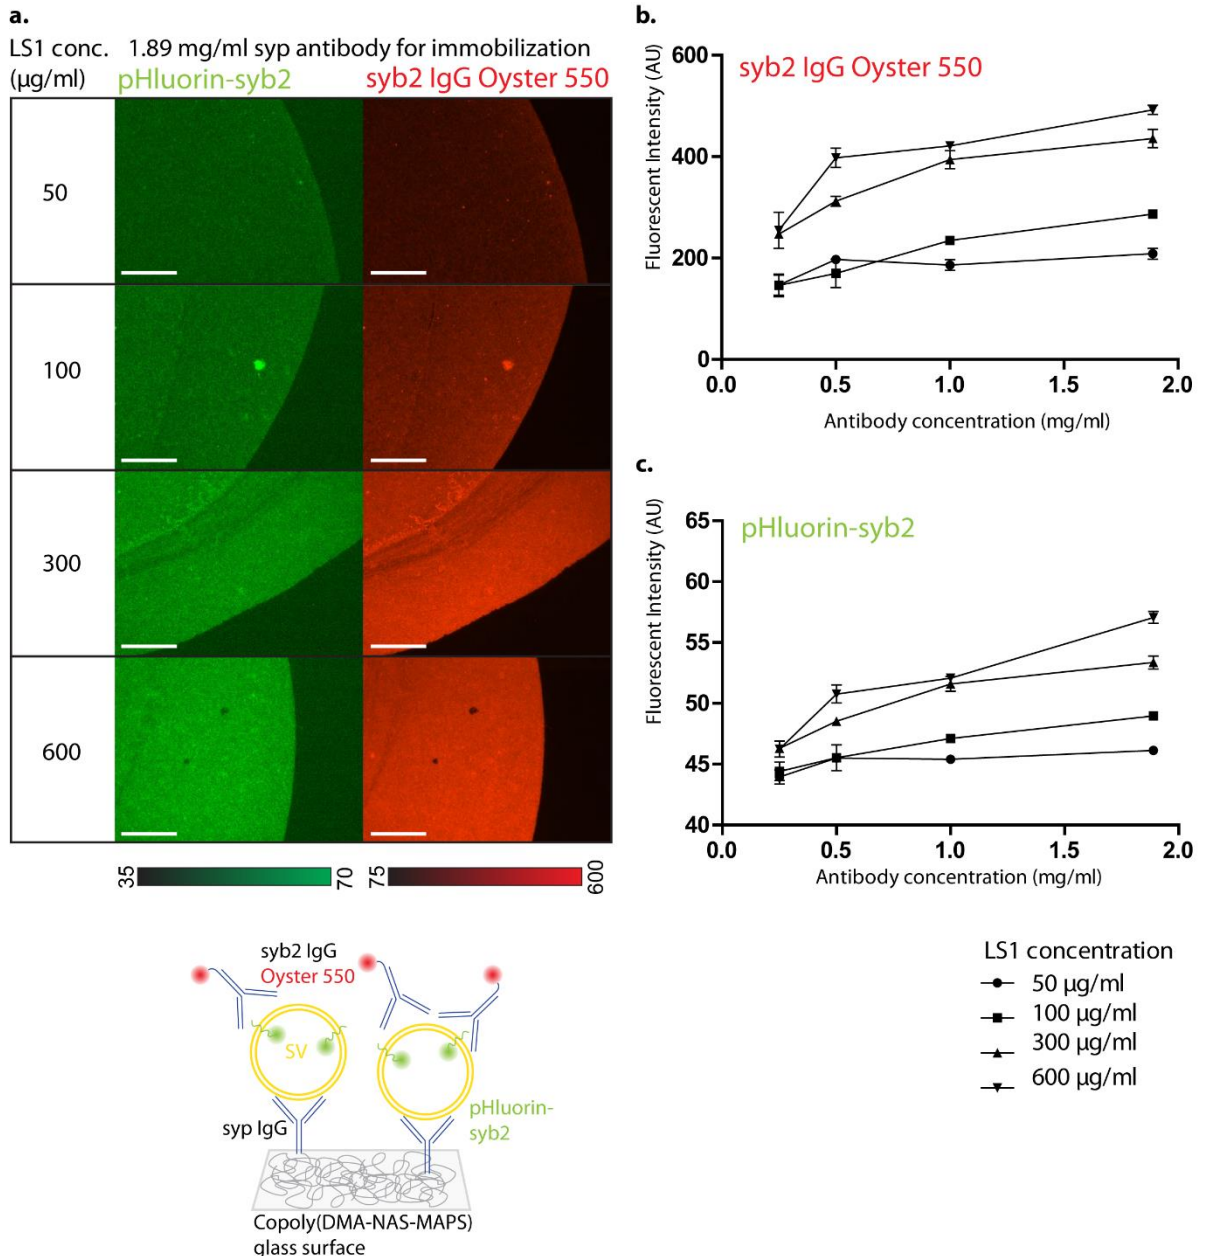 a.
LS1 conc. 1.89 mg/ml syp antibody for immobilization
(µg/ml) pHluorin-syb2 syb2 IgG Oyster 550
50
100
300
600
35 70 75 600
syb2 IgG
Oyster 550
SV
syp IgG
pHluorin-
syb2
Copoly(DMA-NAS-MAPS)
glass surface
b.
syb2 IgG Oyster 550
Fluorescent Intensity (AU)
600
400
200
0
0.0 0.5 1.0 1.5 2.0
Antibody concentration (mg/ml)
c.
pHluorin-syb2
Fluorescent Intensity (AU)
65
60
55
50
45
40
0.0 0.5 1.0 1.5 2.0
Antibody concentration (mg/ml)
LS1 concentration
50 µg/ml
100 µg/ml
300 µg/ml
600 µg/ml